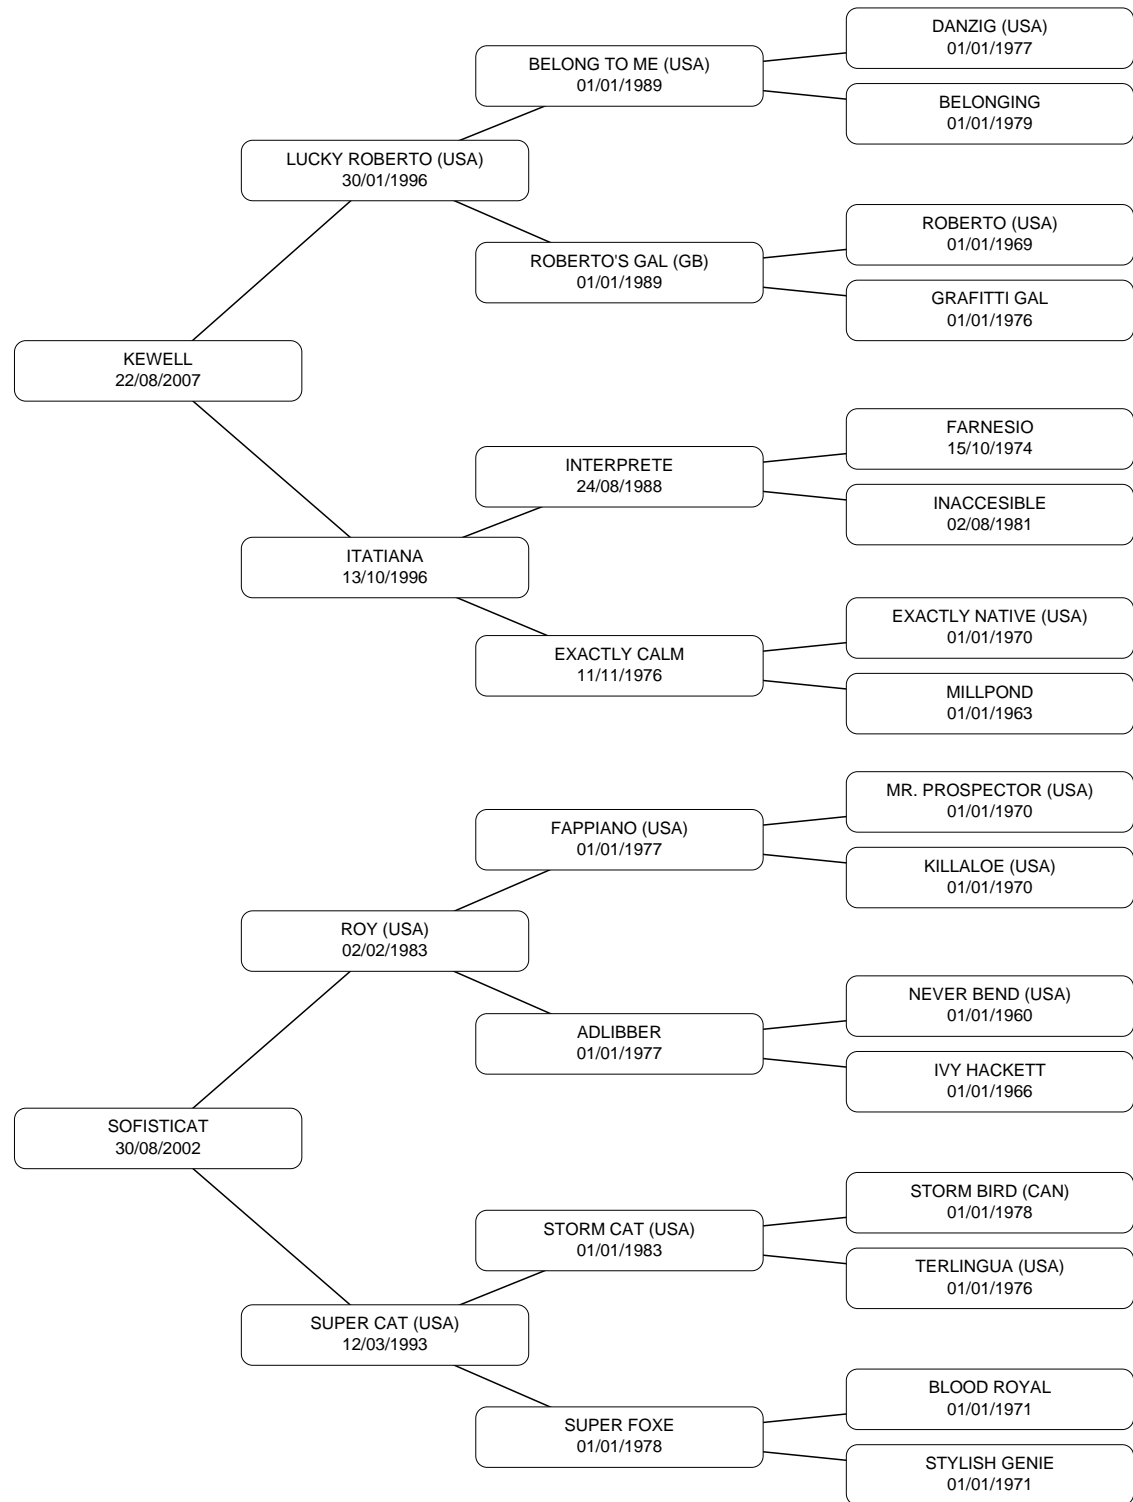 DANZIG (USA)
01/01/1977
BELONG TO ME (USA)
01/01/1989
BELONGING
01/01/1979
LUCKY ROBERTO (USA)
30/01/1996
ROBERTO (USA)
01/01/1969
ROBERTO'S GAL (GB)
01/01/1989
GRAFITTI GAL
01/01/1976
KEWELL
22/08/2007
FARNESIO
15/10/1974
INTERPRETE
24/08/1988
INACCESIBLE
02/08/1981
ITATIANA
13/10/1996
EXACTLY NATIVE (USA)
01/01/1970
EXACTLY CALM
11/11/1976
MILLPOND
01/01/1963
MR. PROSPECTOR (USA)
01/01/1970
FAPPIANO (USA)
01/01/1977
KILLALOE (USA)
01/01/1970
ROY (USA)
02/02/1983
NEVER BEND (USA)
01/01/1960
ADLIBBER
01/01/1977
IVY HACKETT
01/01/1966
SOFISTICAT
30/08/2002
STORM BIRD (CAN)
01/01/1978
STORM CAT (USA)
01/01/1983
TERLINGUA (USA)
01/01/1976
SUPER CAT (USA)
12/03/1993
BLOOD ROYAL
01/01/1971
SUPER FOXE
01/01/1978
STYLISH GENIE
01/01/1971